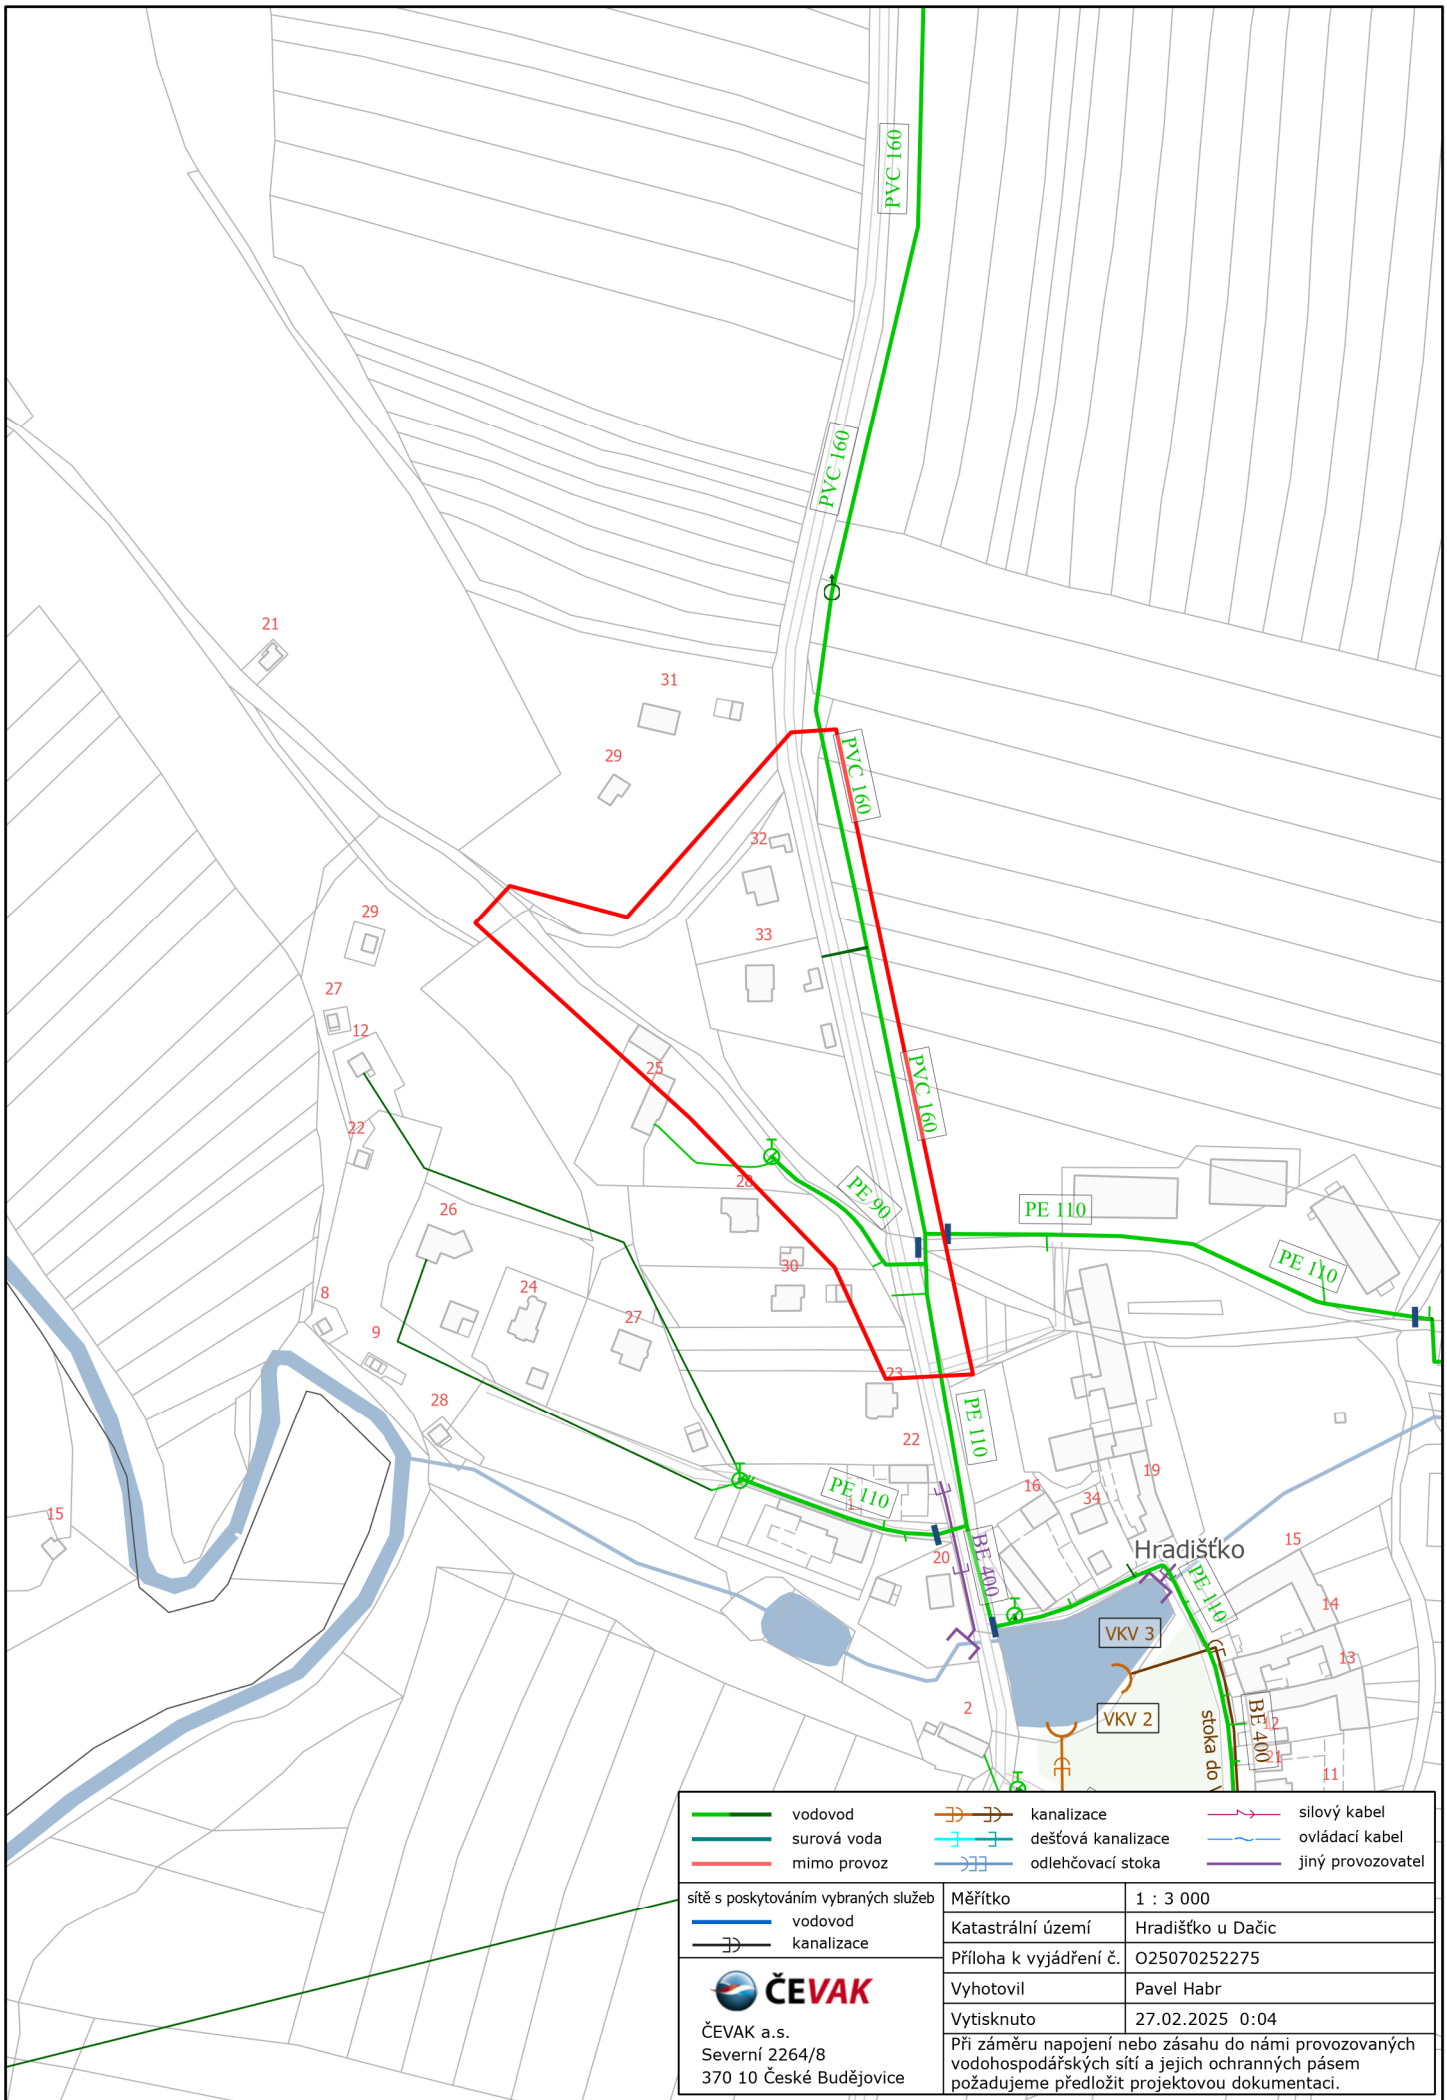 PVC 160
PVC 160
21
31
29
PVC 160
32
29
33
27
12
25
PVC 160
22
28
PE 90
26
PE 110
30
PE 110
8
24
27
9
23
28
PE 110
22
19
16
PE 110
1
34
15
15
Hradišťko
20
BE 400
PE 110
14
VKV 3
13
2
VKV 2
stoka do V
BE 400
12
21
11
vodovod
surová voda
mimo provoz
kanalizace
dešťová kanalizace
odlehčovací stoka
silový kabel
ovládací kabel
jiný provozovatel
sítě s poskytováním vybraných služeb
vodovod
kanalizace
ČEVAK
ČEVAK a.s.
Severní 2264/8
370 10 České Budějovice
Měřítko 1 : 3 000
Katastrální území Hradišťko u Dačic
Příloha k vyjádření č. O25070252275
Vyhotovil Pavel Habr
Vytisknuto 27.02.2025 0:04
Při záměru napojení nebo zásahu do námi provozovaných
vodohospodářských sítí a jejich ochranných pásem
požadujeme předložit projektovou dokumentaci.